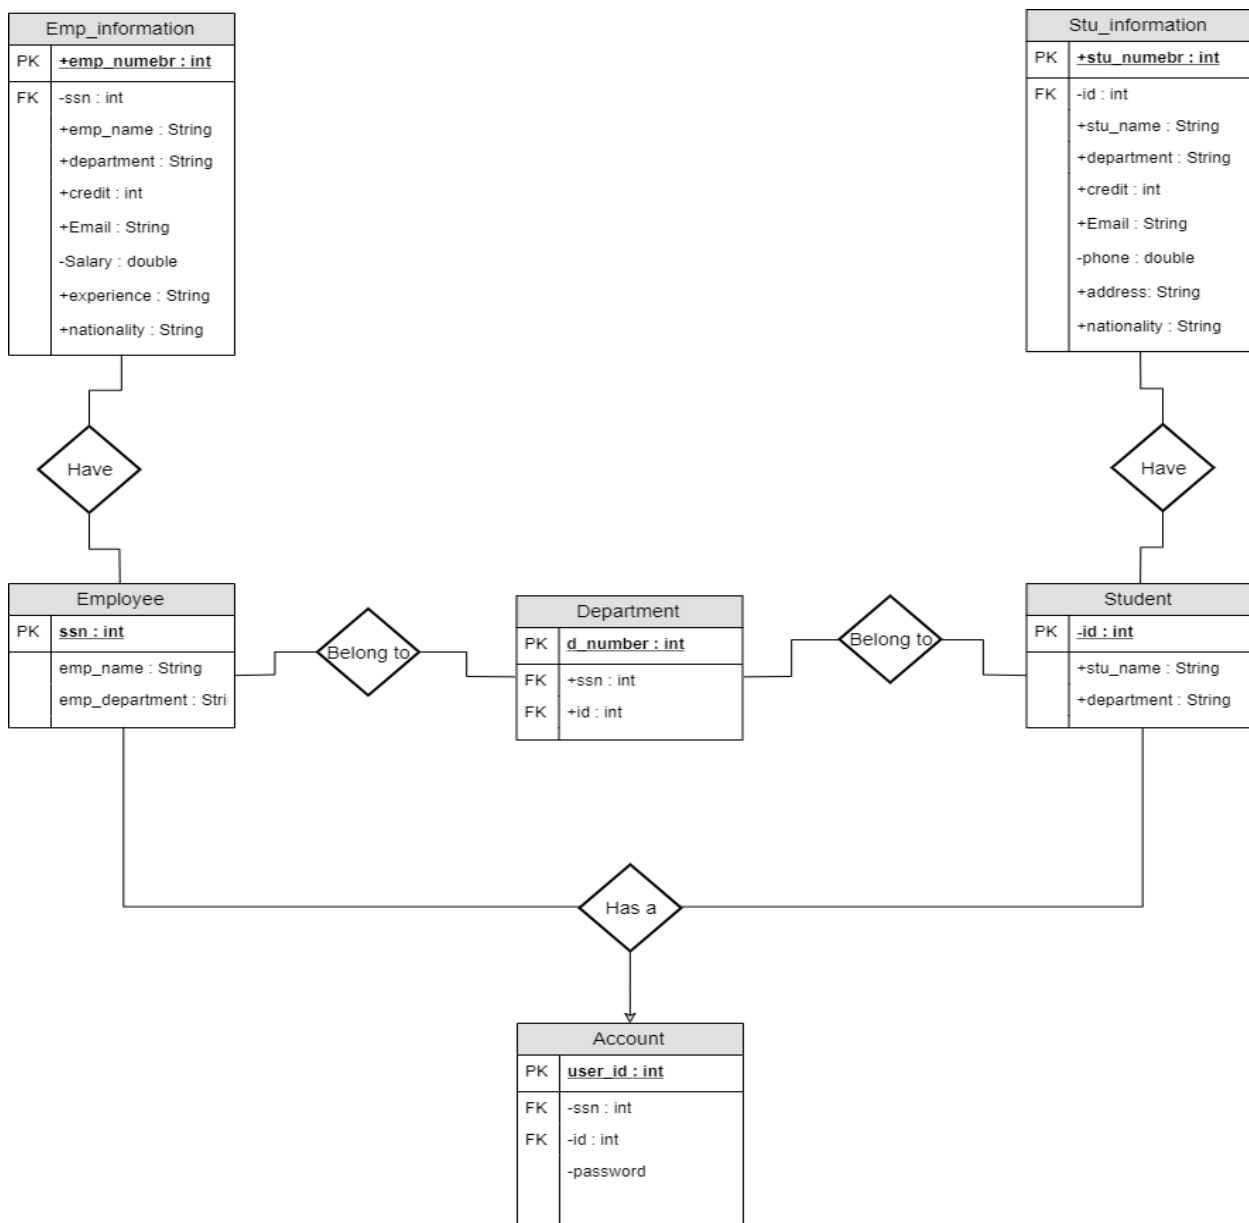 Emp_information
PK +emp_numebr : int
FK -ssn : int
+emp_name : String
+department : String
+credit : int
+Email : String
-Salary : double
+experience : String
+nationality : String
Stu_information
PK +stu_numebr : int
FK -id : int
+stu_name : String
+department : String
+credit : int
+Email : String
-phone : double
+address: String
+nationality : String
Have
Have
Employee
PK ssn : int
emp_name : String
emp_department : Stri
Belong to
Department
PK d_number : int
FK +ssn : int
FK +id : int
Belong to
Student
PK -id : int
+stu_name : String
+department : String
Has a
Account
PK user_id : int
FK -ssn : int
FK -id : int
-password